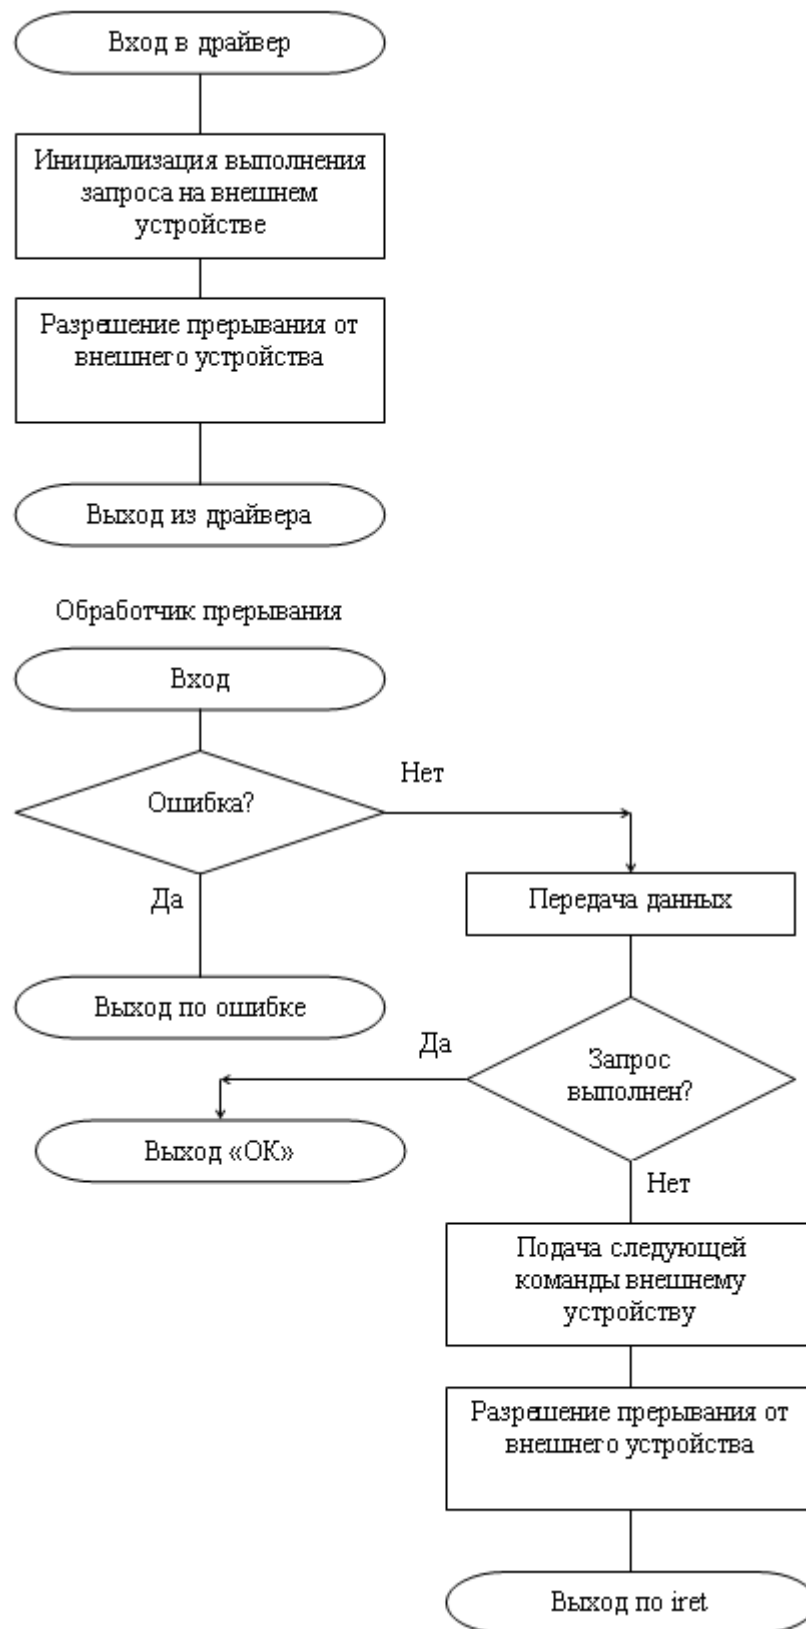 Вход в драйвер
Инициализация выполнения
запроса на внешнем
устройстве
Разрешение прерывания от
внешнего устройства
Выход из драйвера
Обработчик прерывания
Вход
Ошибка?
Нет
Да
Передача данных
Выход по ошибке
Да
Запрос
выполнен?
Выход «ОК»
Нет
Подача следующей
команды внешнему
устройству
Разрешение прерывания от
внешнего устройства
Выход по iret